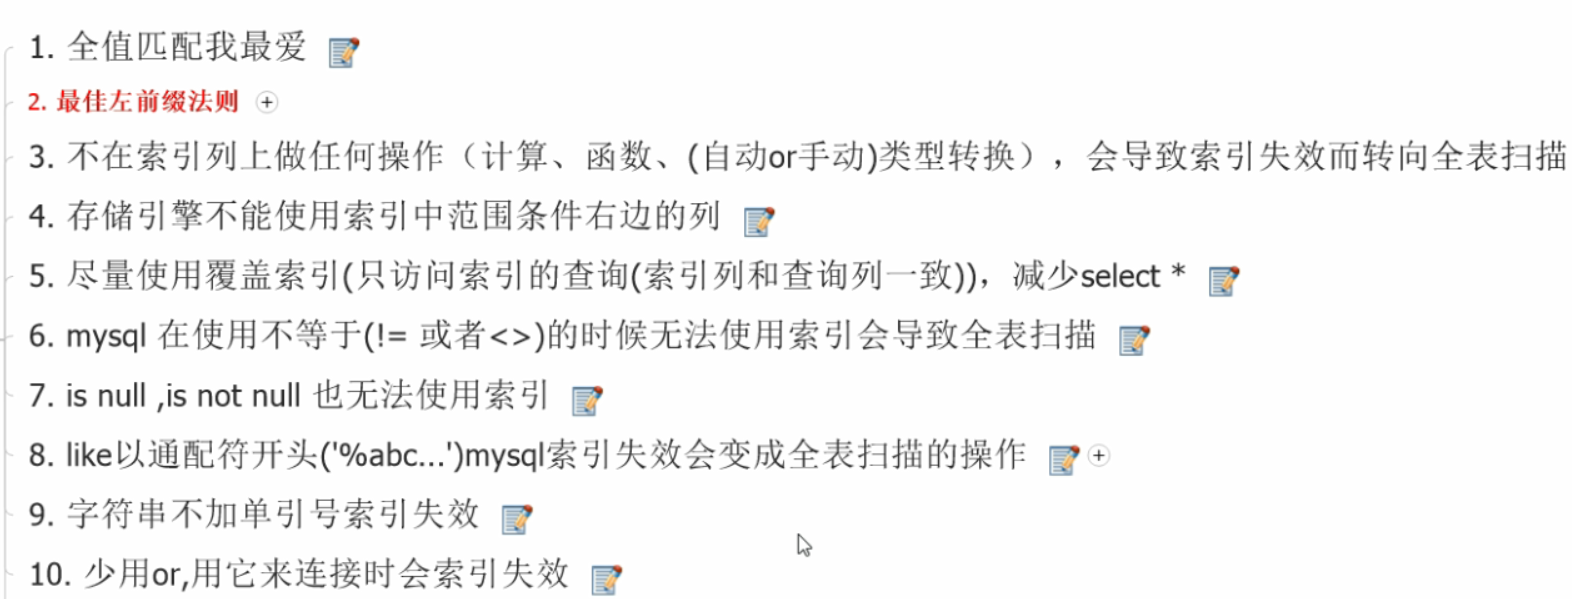 1. 全值匹配我最爱
2. 最佳左前缀法则
3. 不在索引列上做任何操作（计算、函数、(自动or手动)类型转换），会导致索引失效而转向全表扫描
4. 存储引擎不能使用索引中范围条件右边的列
5. 尽量使用覆盖索引(只访问索引的查询(索引列和查询列一致))，减少select *
6. mysql 在使用不等于(!= 或者<>)的时候无法使用索引会导致全表扫描
7. is null ,is not null 也无法使用索引
8. like以通配符开头('%abc...')mysql索引失效会变成全表扫描的操作
9. 字符串不加单引号索引失效
10. 少用or,用它来连接时会索引失效